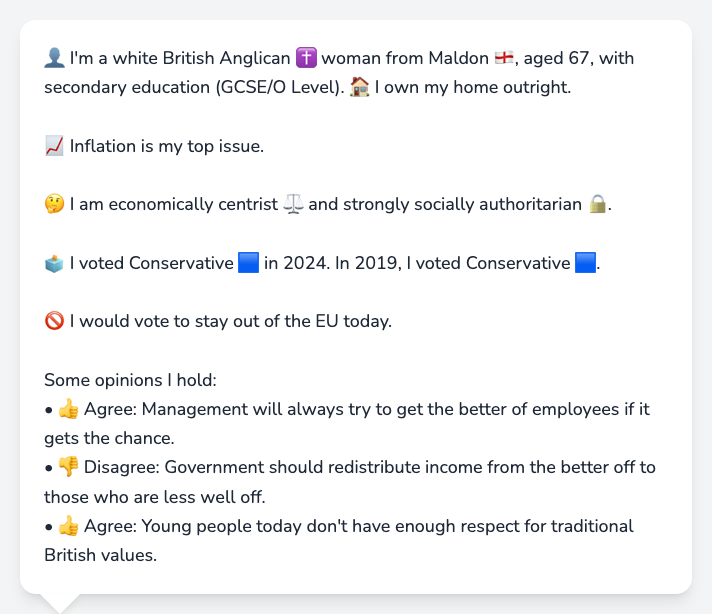 👤 I'm a white British Anglican ✝️ woman from Maldon 🏴󠁧󠁢󠁥󠁮󠁧󠁿, aged 67, with
secondary education (GCSE/O Level). 🏠 I own my home outright.
📈 Inflation is my top issue.
🤔 I am economically centrist ⚖️ and strongly socially authoritarian 🔒.
🗳️ I voted Conservative 🟦 in 2024. In 2019, I voted Conservative 🟦.
🚫 I would vote to stay out of the EU today.
Some opinions I hold:
• 👍 Agree: Management will always try to get the better of employees if it
gets the chance.
• 👎 Disagree: Government should redistribute income from the better off to
those who are less well off.
• 👍 Agree: Young people today don't have enough respect for traditional
British values.